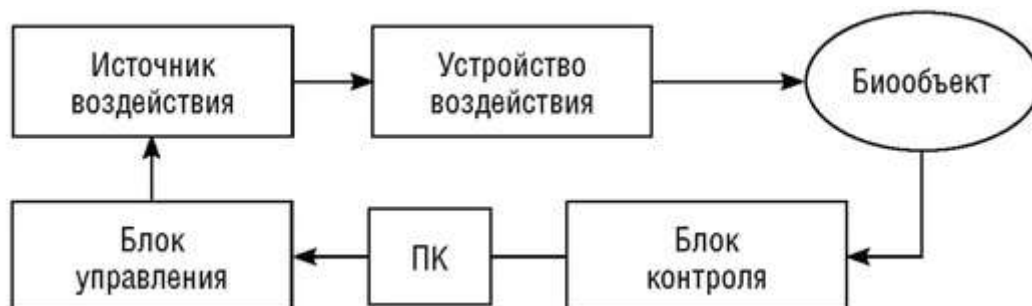 Источник
воздействия
Устройство
воздействия
Биообъект
Блок
управления
ПК
Блок
контроля